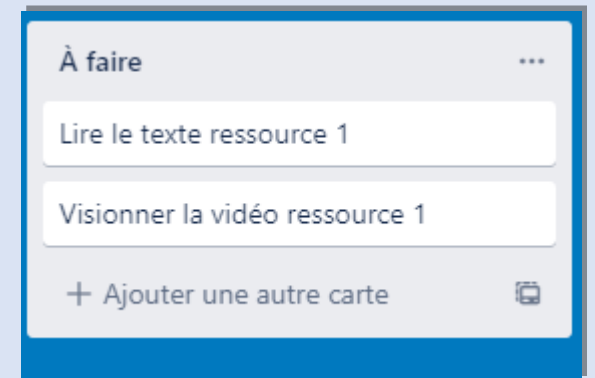 À faire
Lire le texte ressource 1
Visionner la vidéo ressource 1
+ Ajouter une autre carte